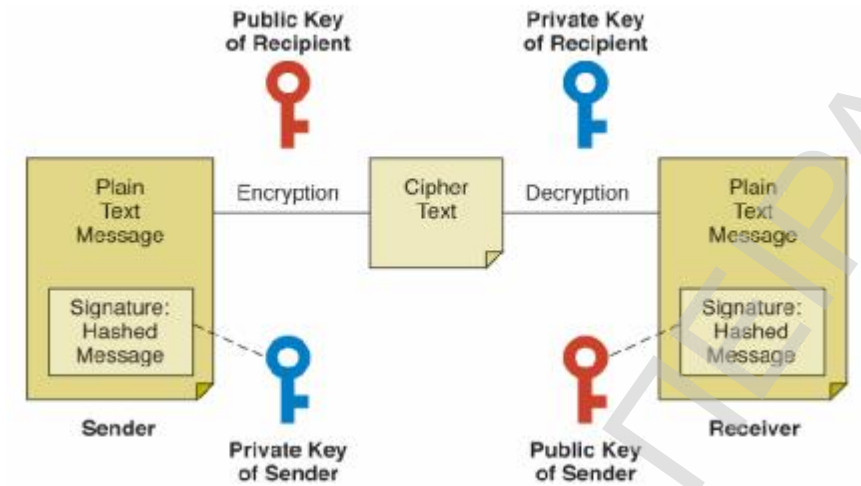 Public Key
of Recipient
Private Key
of Recipient
Plain
Text
Message
Encryption
Cipher
Text
Decryption
Plain
Text
Message
Signature:
Hashed
Message
Signature:
Hashed
Message
Sender
Private Key
of Sender
Public Key
of Sender
Receiver
ΠΕΙΡΑ